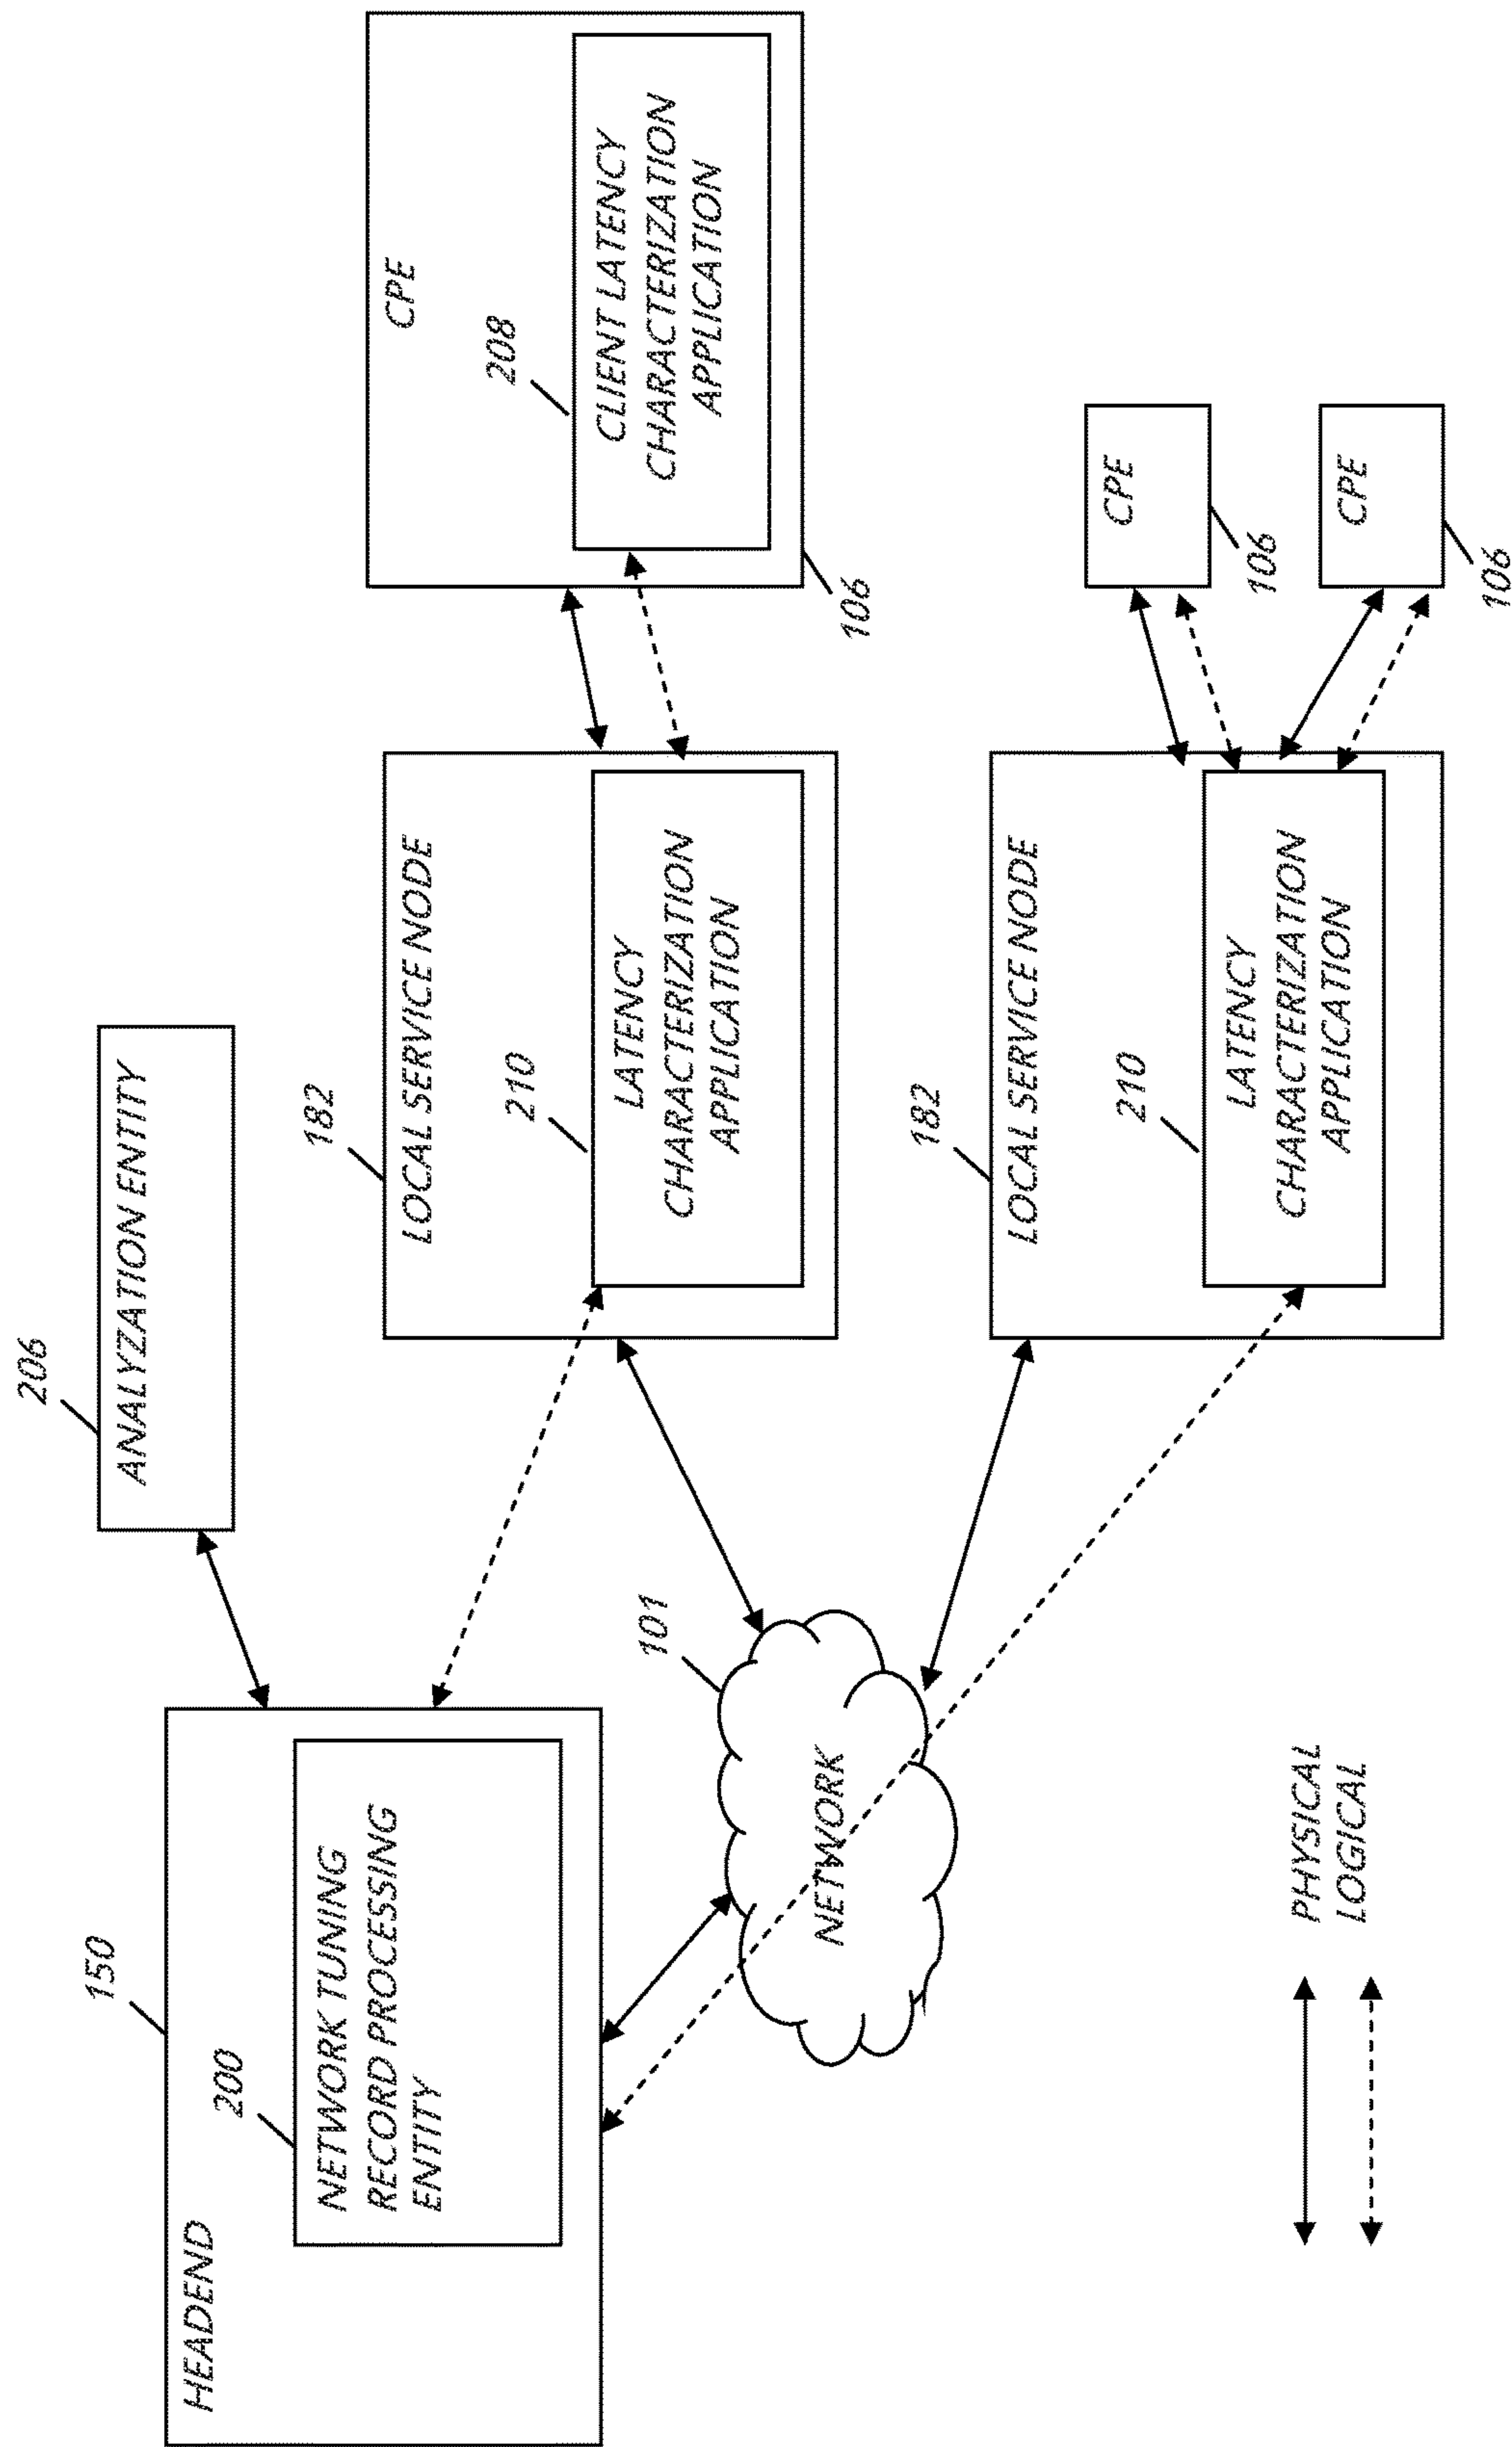 206
ANALYZATION ENTITY
150
HEADEND
200
NETWORK TUNING
RECORD PROCESSING
ENTITY
101
NETWORK
182
LOCAL SERVICE NODE
210
LATENCY
CHARACTERIZATION
APPLICATION
CPE
208
CLIENT LATENCY
CHARACTERIZATION
APPLICATION
106
182
LOCAL SERVICE NODE
210
LATENCY
CHARACTERIZATION
APPLICATION
CPE
106
CPE
106
PHYSICAL
LOGICAL